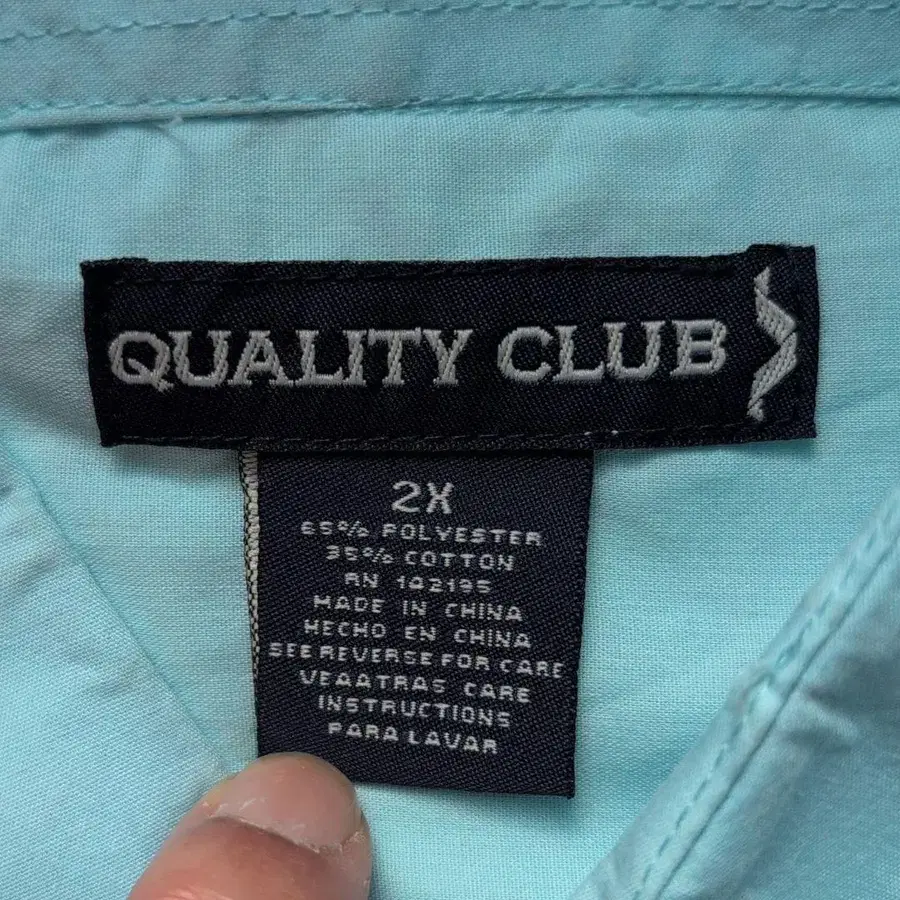 QUALITY CLUB
2X
65% POLYESTER
35% COTTON
RN 142195
MADE IN CHINA
HECHO EN CHINA
SEE REVERSE FOR CARE
VEAATRAS CARE
INSTRUCTIONS
PARA LAVAR